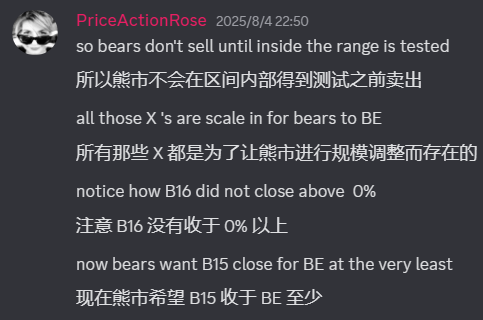 PriceActionRose 2025/8/4 22:50
so bears don't sell until inside the range is tested
所以熊市不会在区间内部得到测试之前卖出
all those X 's are scale in for bears to BE
所有那些 X 都是为了让熊市进行规模调整而存在的
notice how B16 did not close above 0%
注意 B16 没有收于 0% 以上
now bears want B15 close for BE at the very least
现在熊市希望 B15 收于 BE 至少